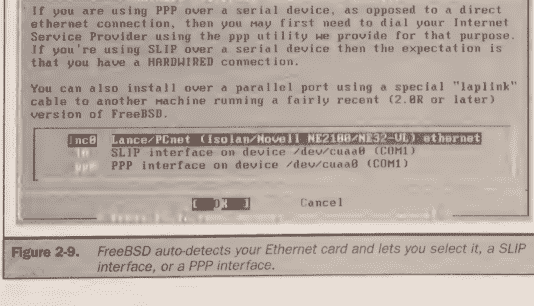 If you are using PPP over a serial device, as opposed to a direct
ethernet connection, then you may first need to dial your Internet
Service Provider using the ppp utility we provide for that purpose.
If you're using SLIP over a serial device then the expectation is
that you have a HARDWIRED connection.
You can also install over a parallel port using a special "laplink"
cable to another machine running a fairly recent (2.0R or later)
version of FreeBSD.
lnc0 Lance/PCnet (Isolan/Novell NE2100/NE32-VL) ethernet
SLIP interface on device /dev/cuaa0 (COM1)
PPP interface on device /dev/cuaa0 (COM1)
Cancel
Figure 2-9. FreeBSD auto-detects your Ethernet card and lets you select it, a SLIP
interface, or a PPP interface.